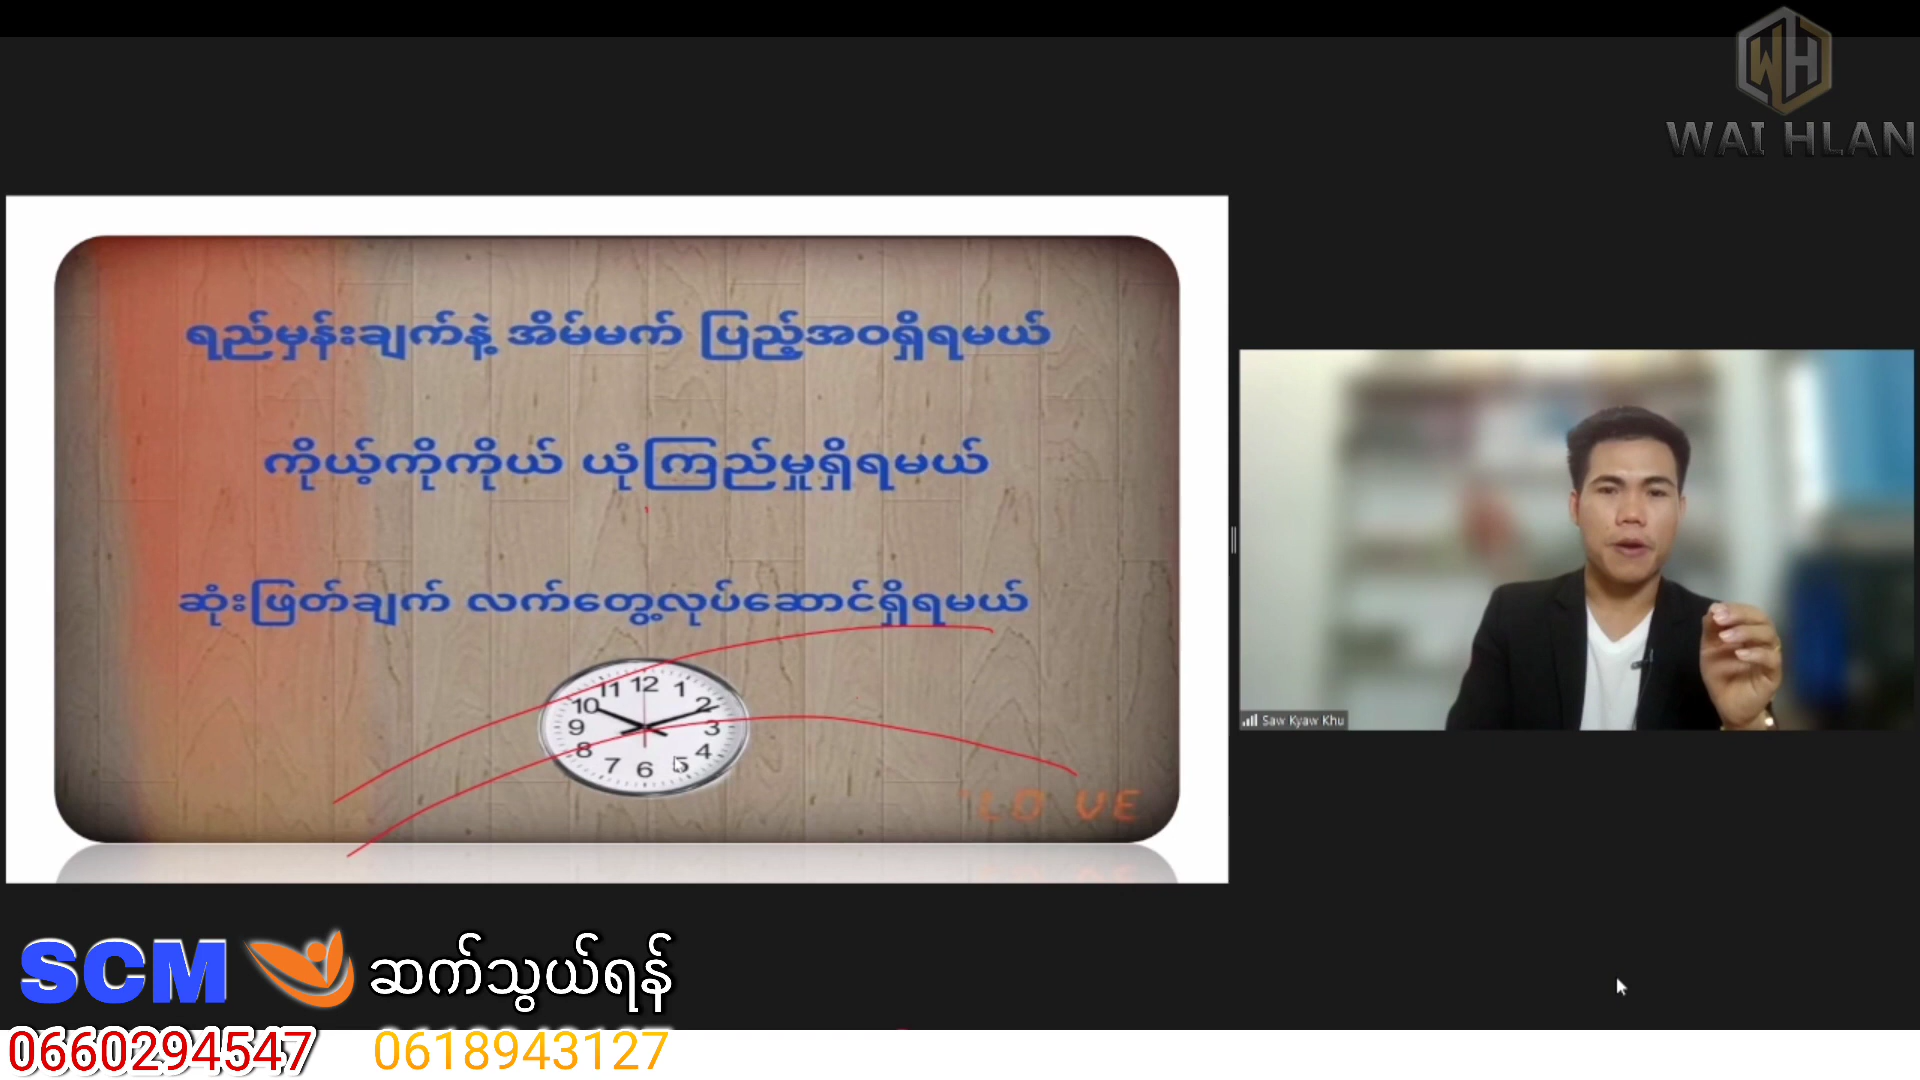 WH
WAI HLAN
ရည်မှန်းချက်နဲ့ အိမ်မက် ပြည့်အဝရှိရမယ်
ကိုယ့်ကိုကိုယ် ယုံကြည်မှုရှိရမယ်
ဆုံးဖြတ်ချက် လက်တွေ့လုပ်ဆောင်ရှိရမယ်
12
11 1
10 2
9 3
8 4
7 5
6
LO VE
Saw Kyaw Khu
SCM ဆက်သွယ်ရန်
0660294547 0618943127